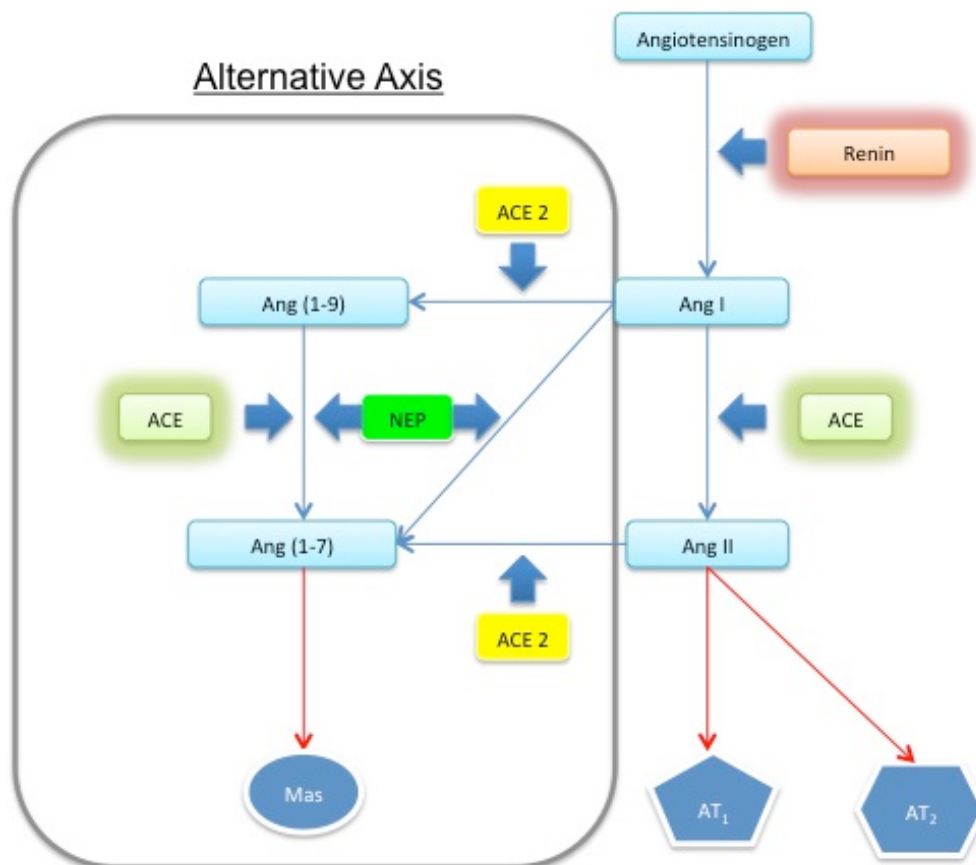 Angiotensinogen
Alternative Axis
Renin
ACE 2
Ang (1-9)
Ang I
ACE
NEP
ACE
Ang (1-7)
Ang II
ACE 2
Mas
AT₁
AT₂